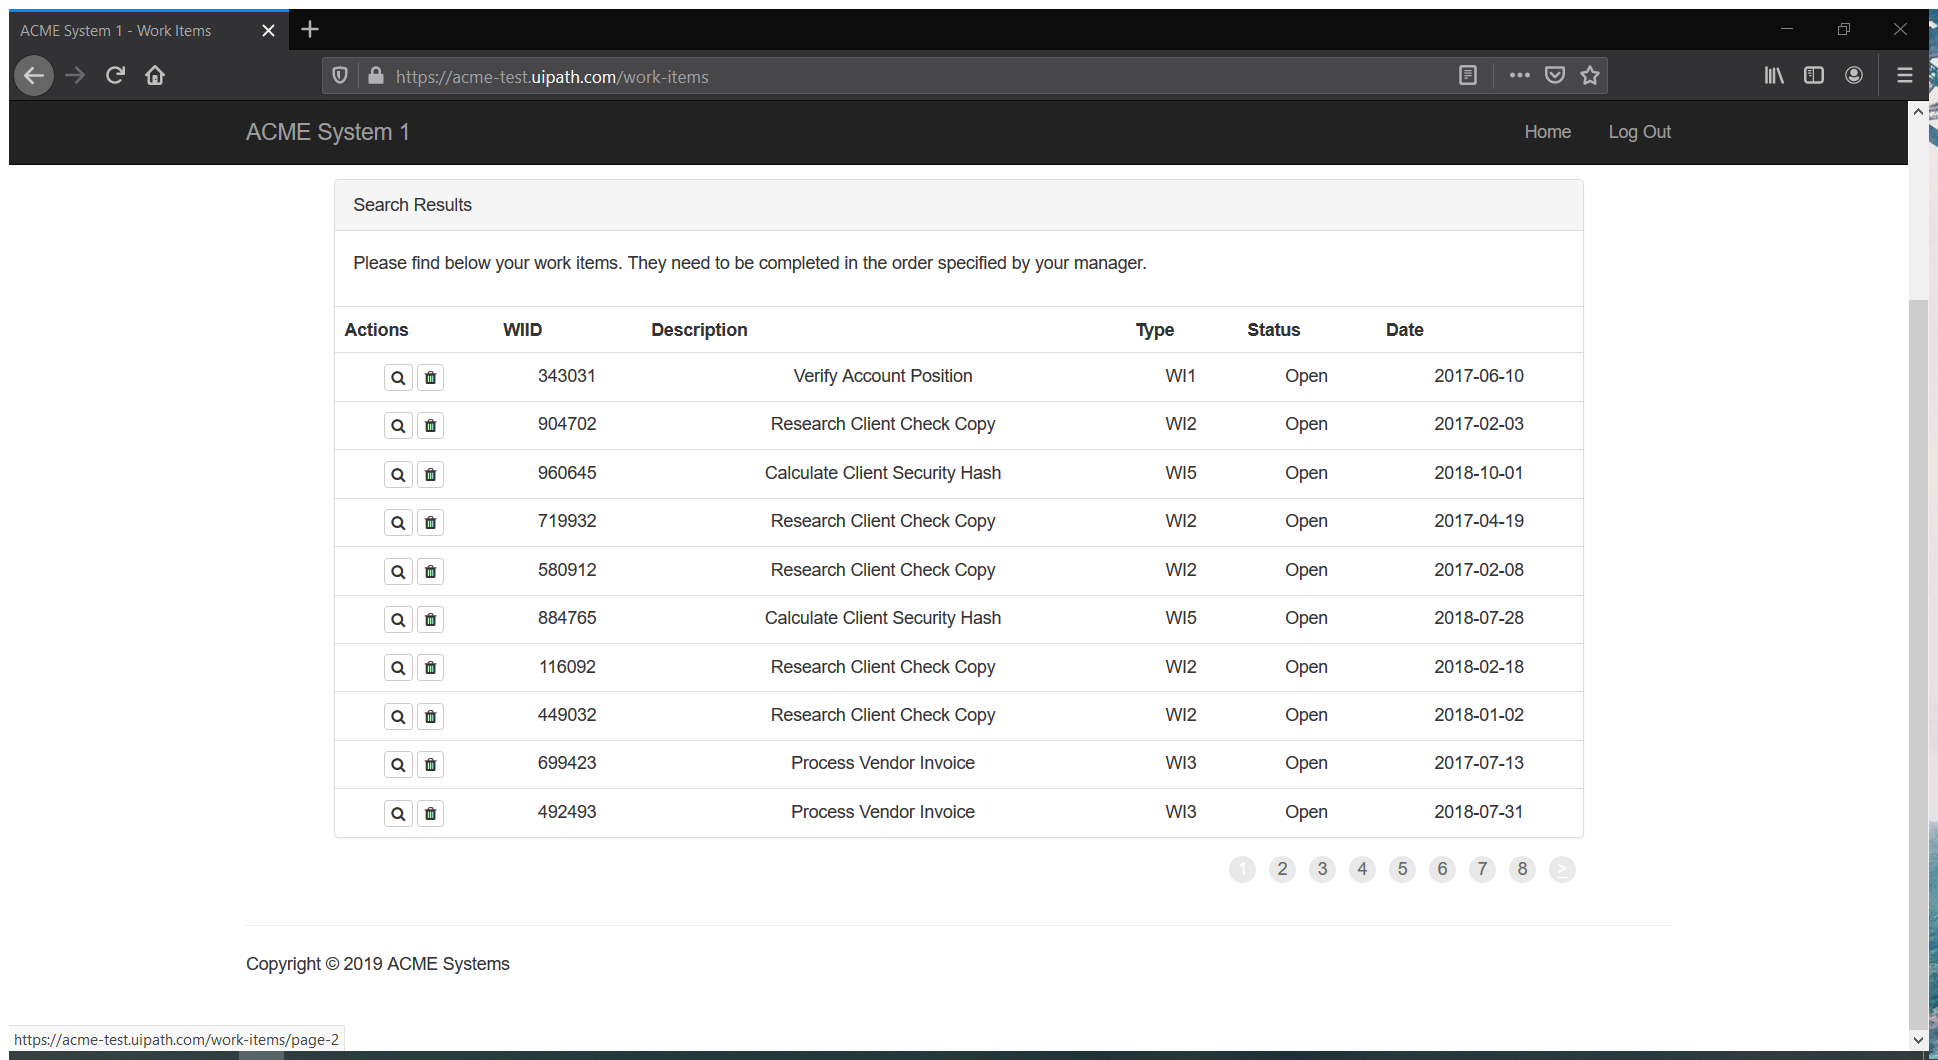 ACME System 1 - Work Items
https://acme-test.uipath.com/work-items
ACME System 1 Home Log Out
Search Results
Please find below your work items. They need to be completed in the order specified by your manager.
Actions WIID Description Type Status Date
343031 Verify Account Position WI1 Open 2017-06-10
904702 Research Client Check Copy WI2 Open 2017-02-03
960645 Calculate Client Security Hash WI5 Open 2018-10-01
719932 Research Client Check Copy WI2 Open 2017-04-19
580912 Research Client Check Copy WI2 Open 2017-02-08
884765 Calculate Client Security Hash WI5 Open 2018-07-28
116092 Research Client Check Copy WI2 Open 2018-02-18
449032 Research Client Check Copy WI2 Open 2018-01-02
699423 Process Vendor Invoice WI3 Open 2017-07-13
492493 Process Vendor Invoice WI3 Open 2018-07-31
1 2 3 4 5 6 7 8 >
Copyright © 2019 ACME Systems
https://acme-test.uipath.com/work-items/page-2